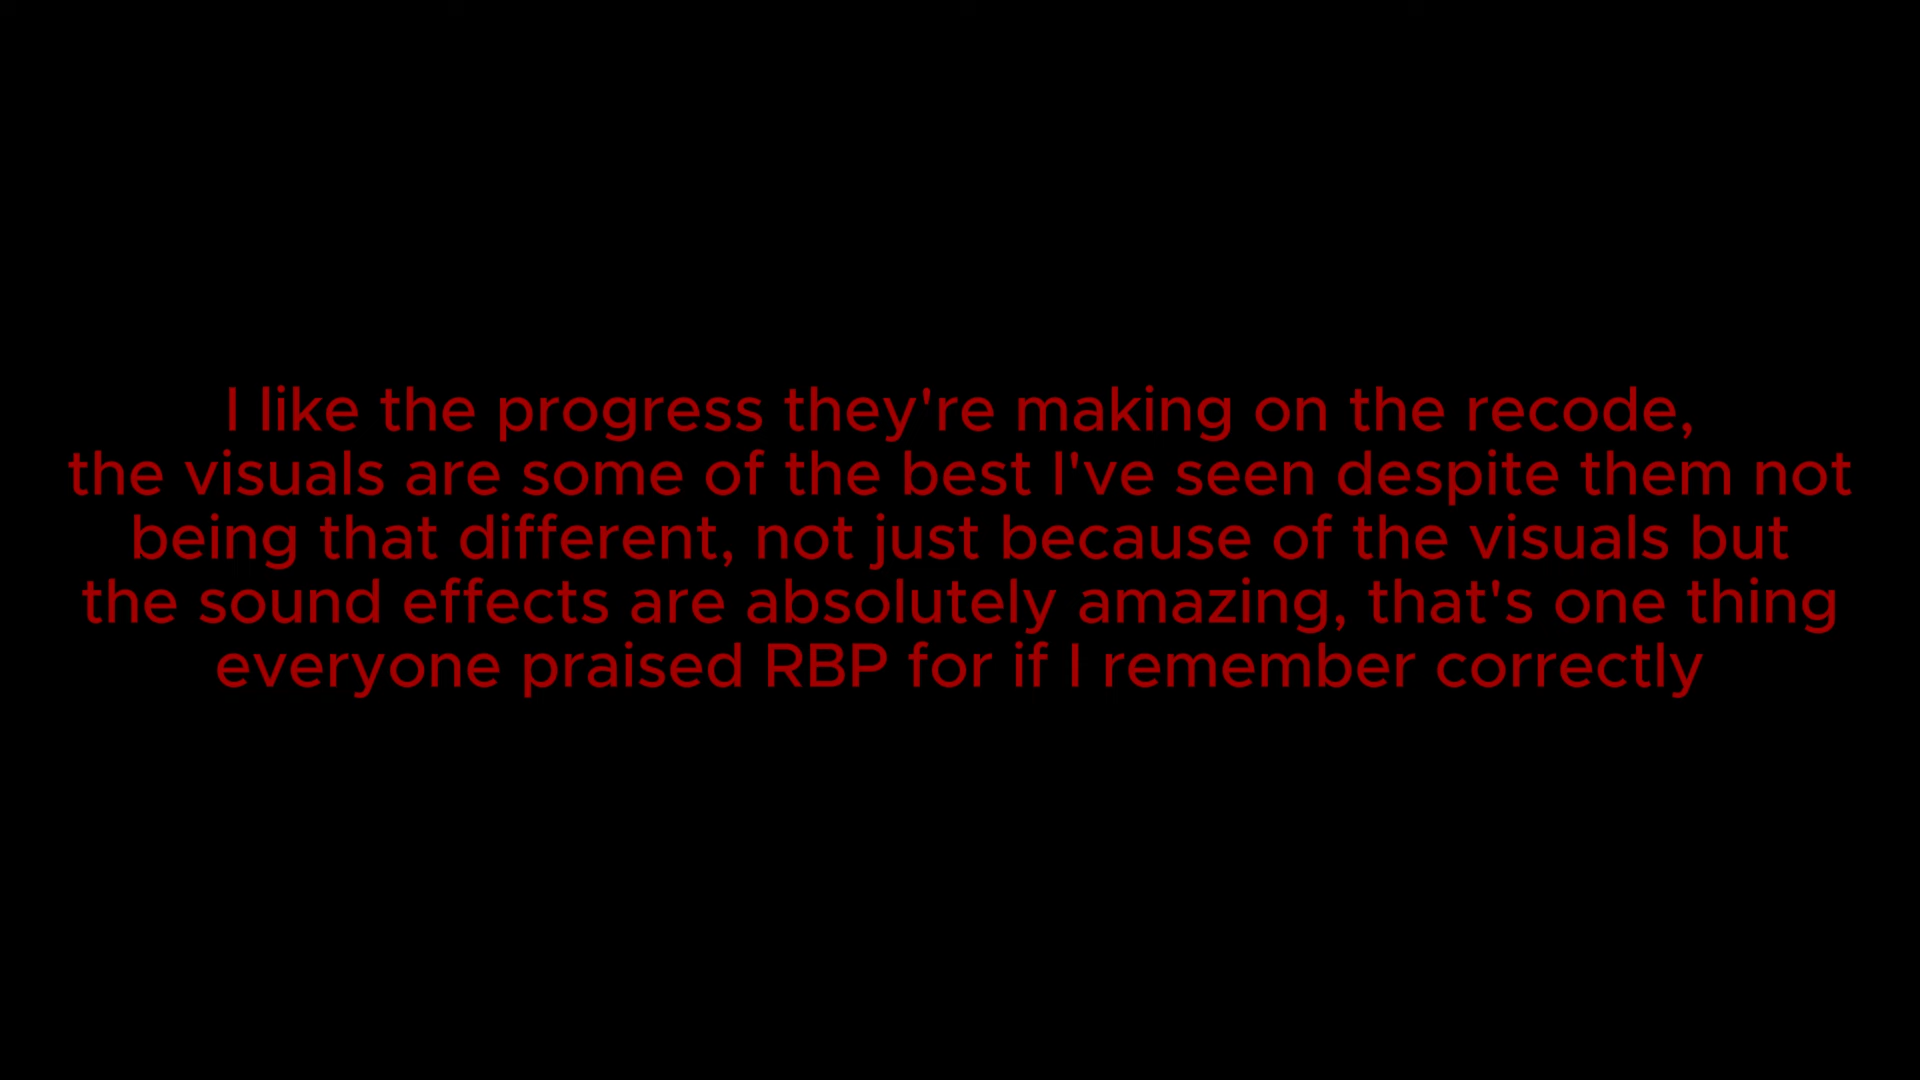 I like the progress they're making on the recode,
the visuals are some of the best I've seen despite them not
being that different, not just because of the visuals but
the sound effects are absolutely amazing, that's one thing
everyone praised RBP for if I remember correctly